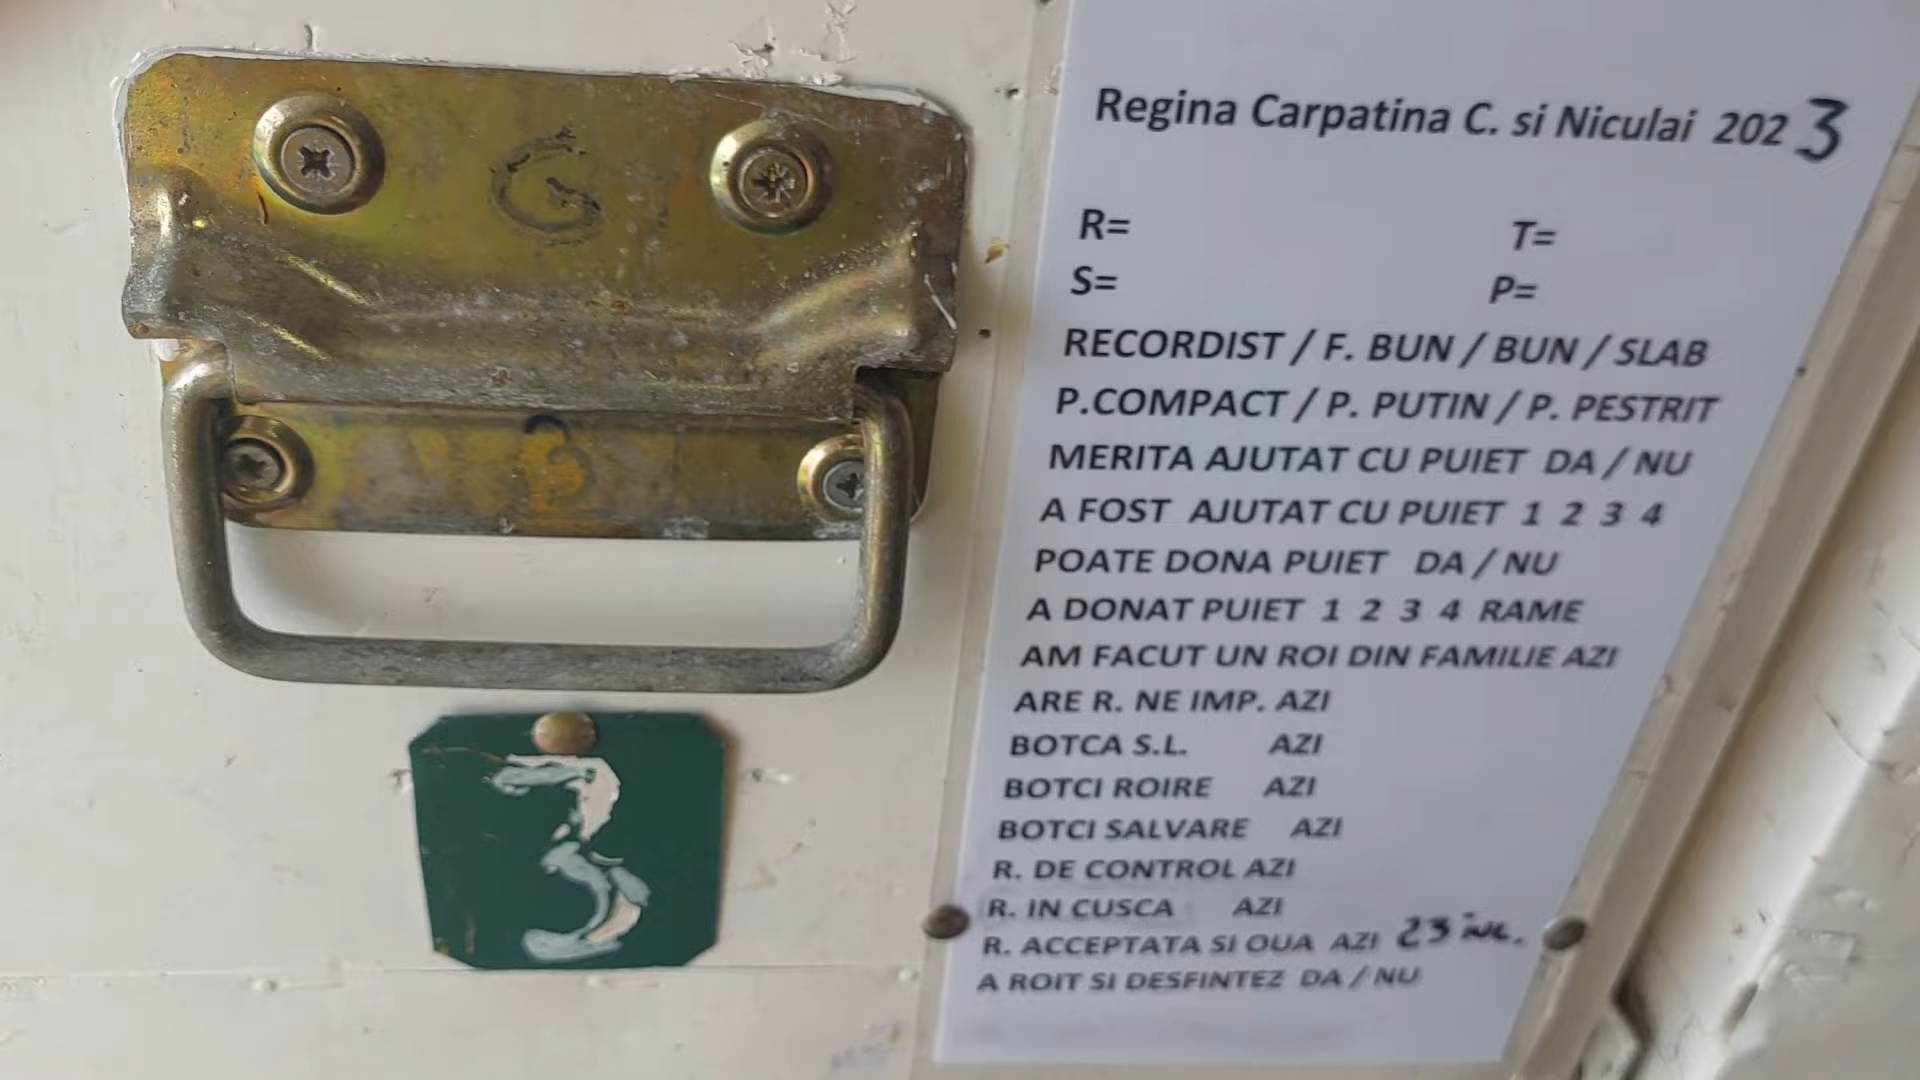 G
3
3
Regina Carpatina C. si Niculai 2023
R= T=
S= P=
RECORDIST / F. BUN / BUN / SLAB
P.COMPACT / P. PUTIN / P. PESTRIT
MERITA AJUTAT CU PUIET DA / NU
A FOST AJUTAT CU PUIET 1 2 3 4
POATE DONA PUIET DA / NU
A DONAT PUIET 1 2 3 4 RAME
AM FACUT UN ROI DIN FAMILIE AZI
ARE R. NE IMP. AZI
BOTCA S.L. AZI
BOTCI ROIRE AZI
BOTCI SALVARE AZI
R. DE CONTROL AZI
R. IN CUSCA AZI
R. ACCEPTATA SI OUA AZI 23
A ROIT SI DESFINTEZ DA / NU